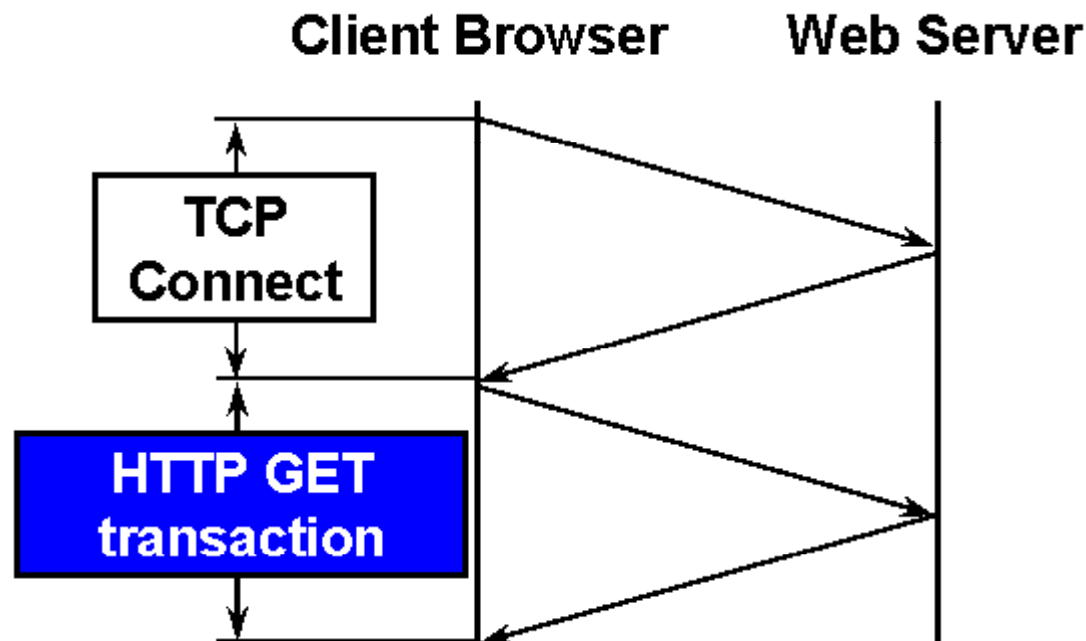 Client Browser
Web Server
TCP
Connect
HTTP GET
transaction